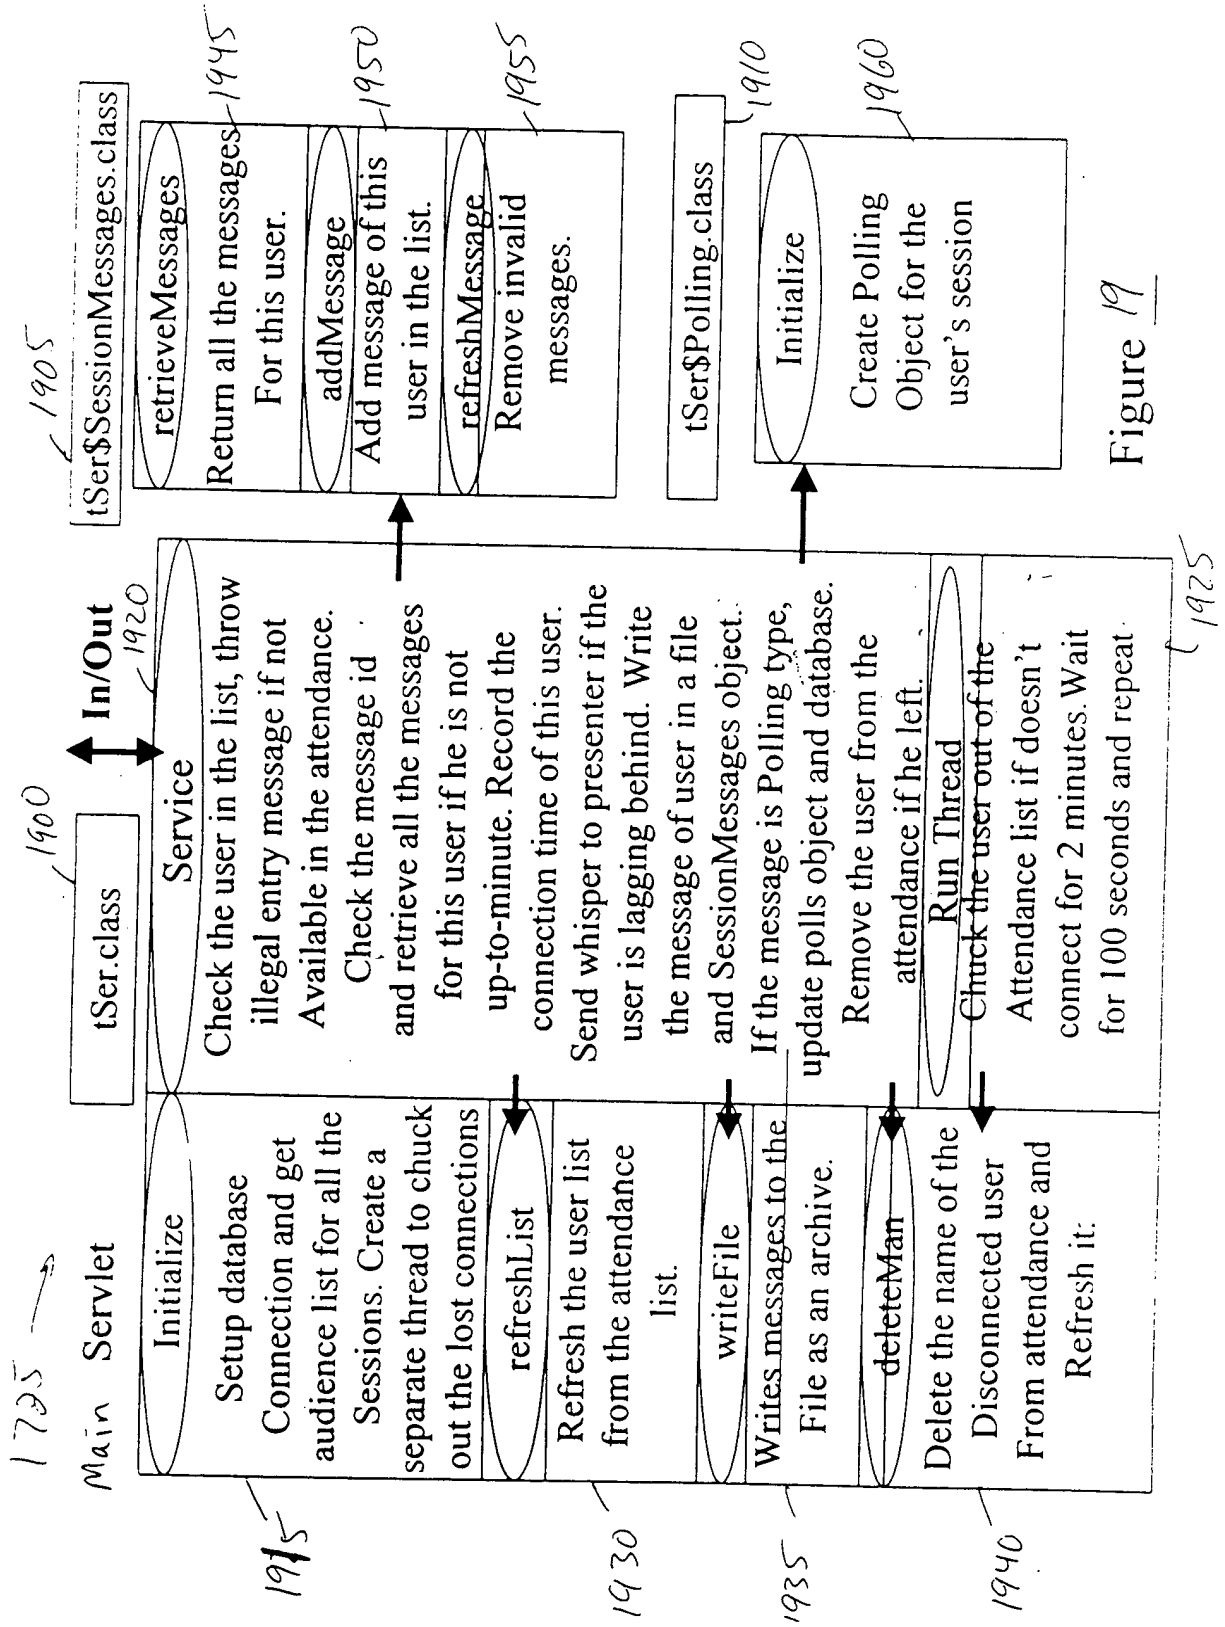 1725
Main Servlet
1900
tSer.class
In/Out
1920
1905
tSer$SessionMessages.class
1915
Initialize
Setup database
Connection and get
audience list for all the
Sessions. Create a
separate thread to chuck
out the lost connections
1930
refreshList
Refresh the user list
from the attendance
list.
1935
writeFile
Writes messages to the
File as an archive.
1940
deleteMan
Delete the name of the
Disconnected user
From attendance and
Refresh it.
Service
Check the user in the list, throw
illegal entry message if not
Available in the attendance.
Check the message id
and retrieve all the messages
for this user if he is not
up-to-minute. Record the
connection time of this user.
Send whisper to presenter if the
user is lagging behind. Write
the message of user in a file
and SessionMessages object.
If the message is Polling type,
update polls object and database.
Remove the user from the
attendance if he left.
Run Thread
Chuck the user out of the
Attendance list if doesn't
connect for 2 minutes. Wait
for 100 seconds and repeat
1925
retrieveMessages
Return all the messages
For this user.
1945
addMessage
Add message of this
user in the list.
1950
refreshMessage
Remove invalid
messages.
1955
tSer$Polling.class
1910
Initialize
Create Polling
Object for the
user's session
1960
Figure 19